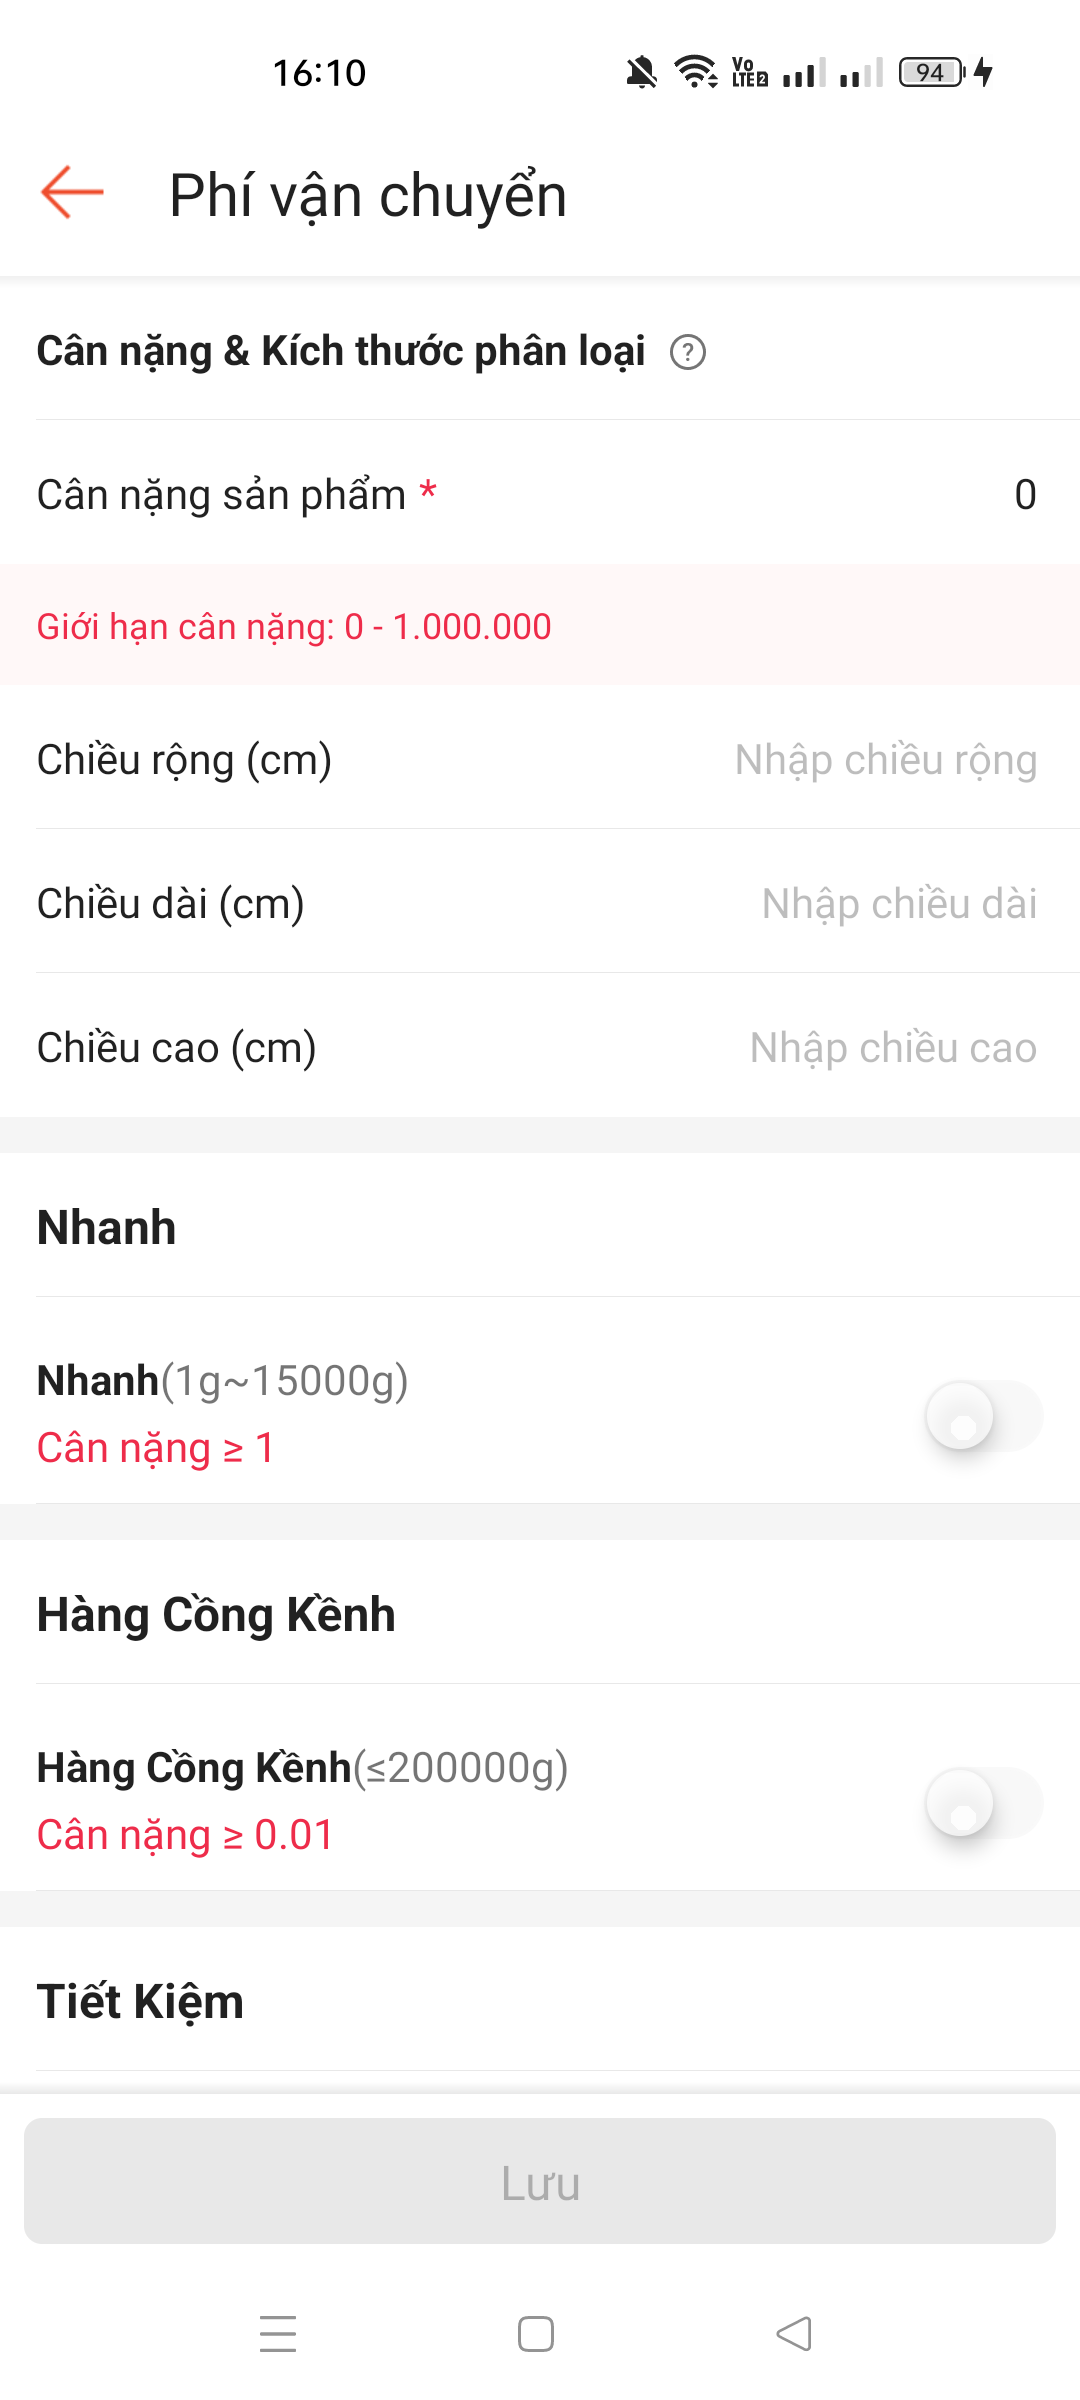 16:10
Vo
LTE2
94
Phí vận chuyển
Cân nặng & Kích thước phân loại ?
Cân nặng sản phẩm * 0
Giới hạn cân nặng: 0 - 1.000.000
Chiều rộng (cm) Nhập chiều rộng
Chiều dài (cm) Nhập chiều dài
Chiều cao (cm) Nhập chiều cao
Nhanh
Nhanh(1g~15000g)
Cân nặng ≥ 1
Hàng Cồng Kềnh
Hàng Cồng Kềnh(≤200000g)
Cân nặng ≥ 0.01
Tiết Kiệm
Lưu